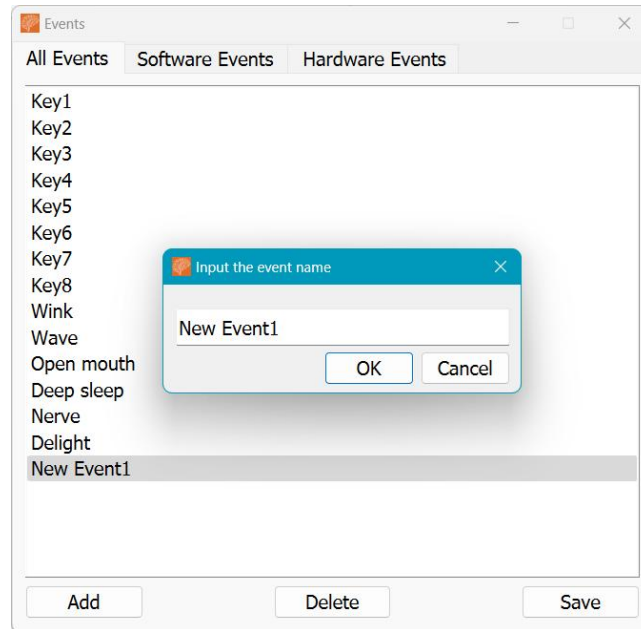 Events
All Events Software Events Hardware Events
Key1
Key2
Key3
Key4
Key5
Key6
Key7
Key8
Wink
Wave
Open mouth
Deep sleep
Nerve
Delight
New Event1
Input the event name
New Event1
OK Cancel
Add Delete Save